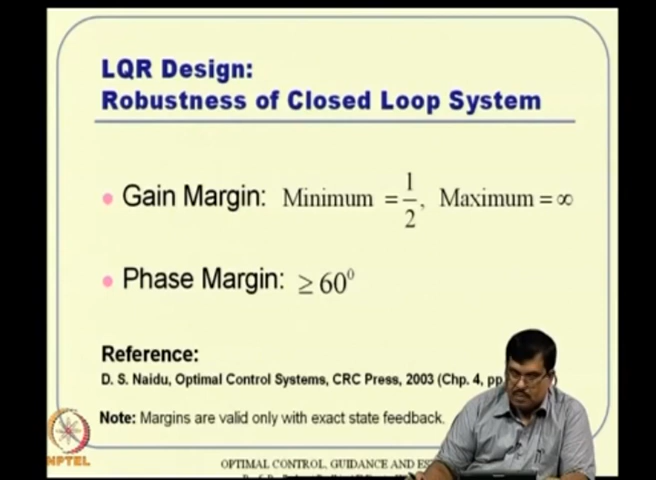 LQR Design:
Robustness of Closed Loop System
Gain Margin: Minimum = 1/2, Maximum = ∞
Phase Margin: ≥ 60⁰
Reference:
D. S. Naidu, Optimal Control Systems, CRC Press, 2003 (Chp. 4, pp
Note: Margins are valid only with exact state feedback.
NPTEL
OPTIMAL CONTROL, GUIDANCE AND ES